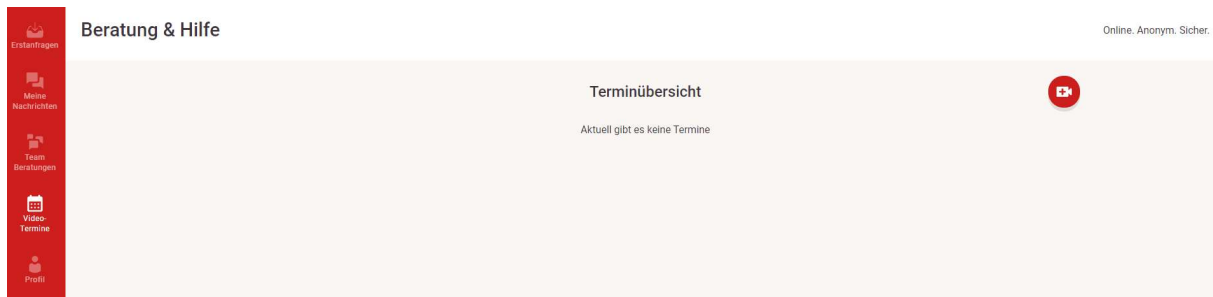 Beratung & Hilfe
Online. Anonym. Sicher.
Erstanfragen
Meine
Nachrichten
Team
Beratungen
Video-
Termine
Profil
Terminübersicht
Aktuell gibt es keine Termine